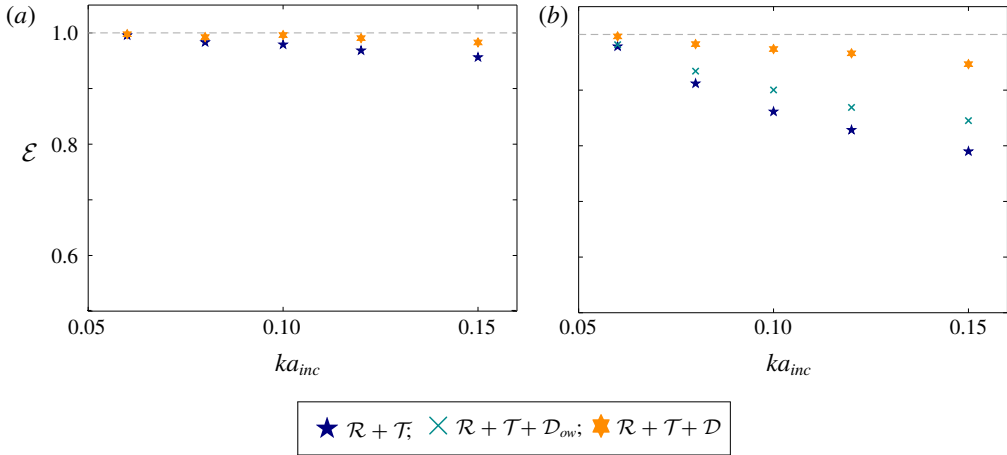 (a)
(b)
1.0
0.8
0.6
ℰ
0.05 0.10 0.15
0.05 0.10 0.15
ka_inc
ka_inc
ℛ + 𝒯; ℛ + 𝒯 + 𝒟_ow; ℛ + 𝒯 + 𝒟